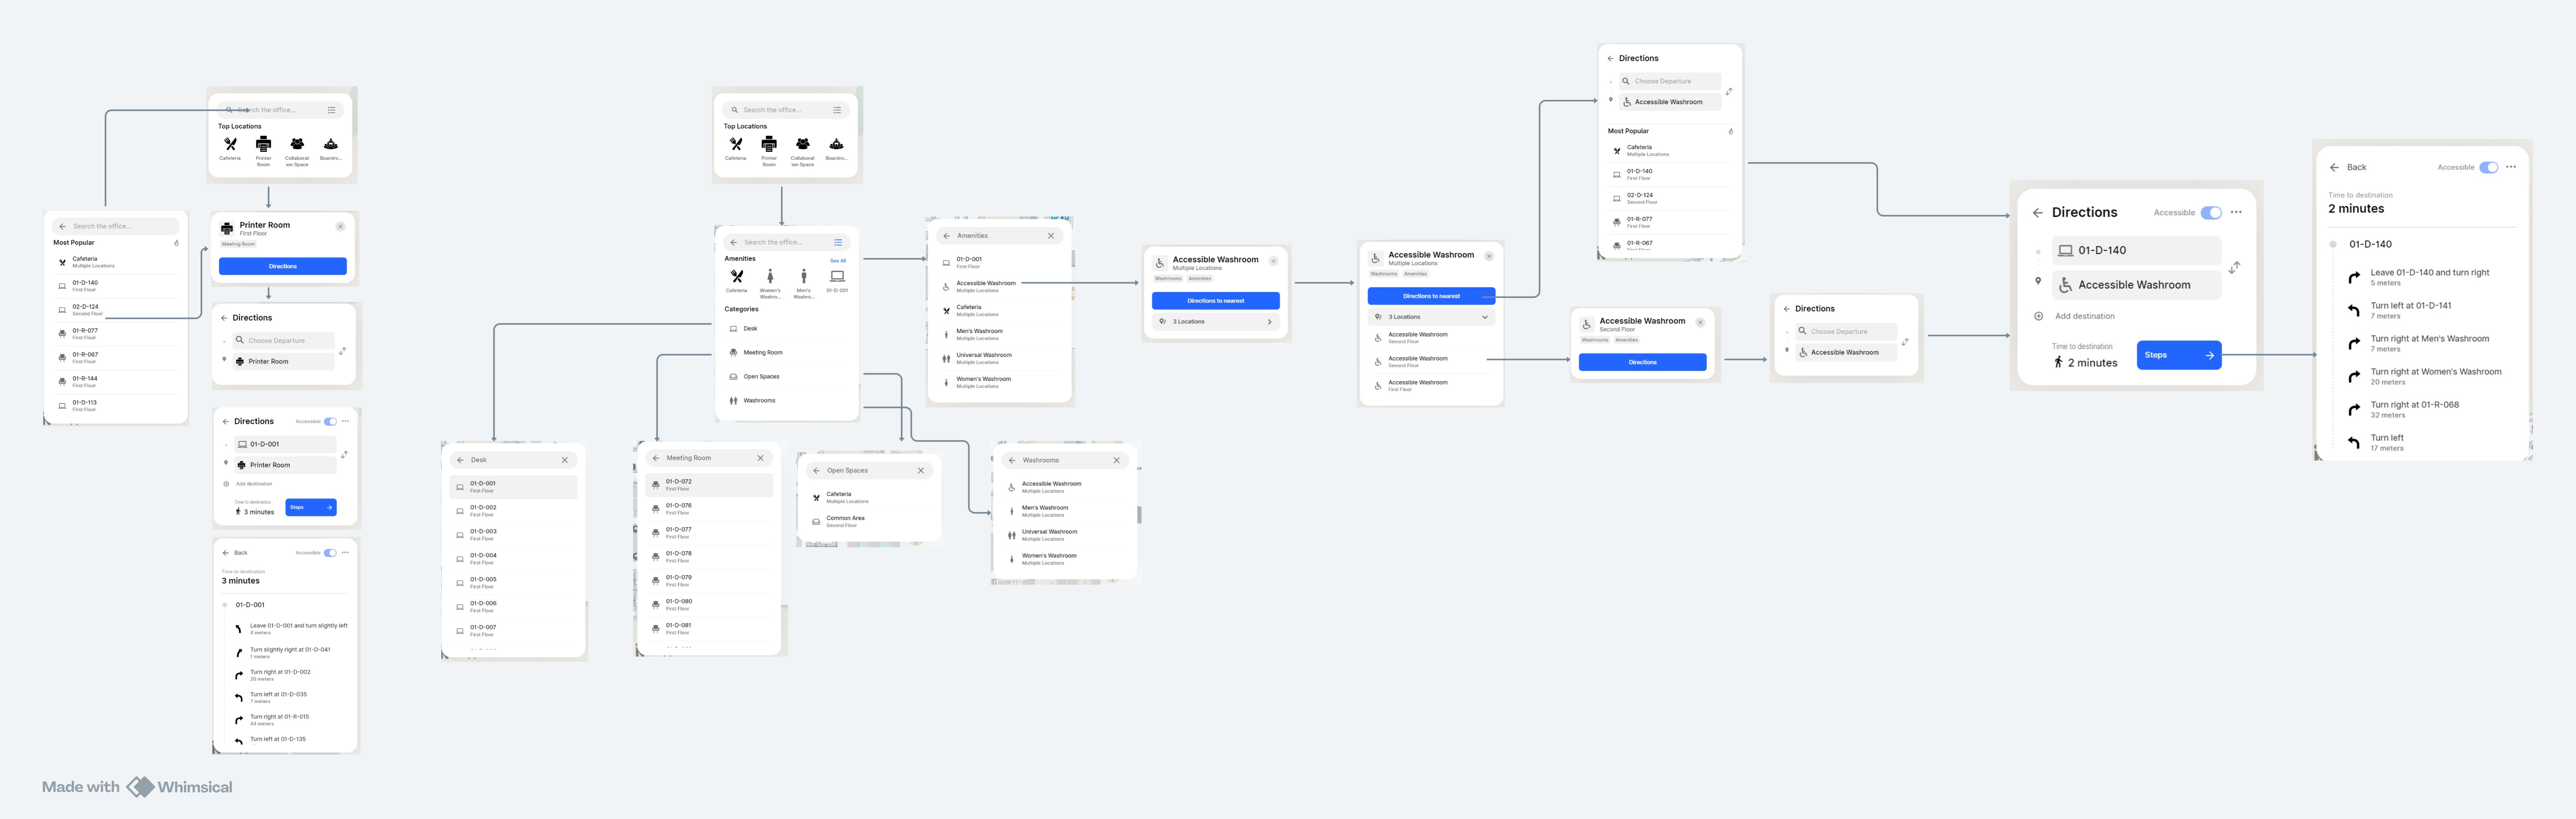 Search the office...
Top Locations
Cafeteria
Printer
Room
Collaborat
ion Space
Boardro...
Search the office...
Most Popular
Cafeteria
Multiple Locations
01-D-140
First Floor
02-D-124
Second Floor
01-R-077
First Floor
01-R-067
First Floor
01-R-144
First Floor
01-D-113
First Floor
Printer Room
First Floor
Meeting Room
Directions
Directions
Choose Departure
Printer Room
Directions
Accessible
01-D-001
Printer Room
Add destination
Time to destination
3 minutes
Steps
Back
Accessible
Time to destination
3 minutes
01-D-001
Leave 01-D-001 and turn slightly left
4 meters
Turn slightly right at 01-D-041
1 meters
Turn right at 01-D-002
20 meters
Turn left at 01-D-035
7 meters
Turn right at 01-R-015
44 meters
Turn left at 01-D-135
Search the office...
Top Locations
Cafeteria
Printer
Room
Collaborat
ion Space
Boardro...
Search the office...
Amenities
See All
Cafeteria
Women's
Washro...
Men's
Washro...
01-D-001
Categories
Desk
Meeting Room
Open Spaces
Washrooms
Desk
01-D-001
First Floor
01-D-002
First Floor
01-D-003
First Floor
01-D-004
First Floor
01-D-005
First Floor
01-D-006
First Floor
01-D-007
First Floor
Meeting Room
01-D-072
First Floor
01-D-076
First Floor
01-D-077
First Floor
01-D-078
First Floor
01-D-079
First Floor
01-D-080
First Floor
01-D-081
First Floor
Open Spaces
Cafeteria
Multiple Locations
Common Area
Second Floor
Washrooms
Accessible Washroom
Multiple Locations
Men's Washroom
Multiple Locations
Universal Washroom
Multiple Locations
Women's Washroom
Multiple Locations
Amenities
01-D-001
First Floor
Accessible Washroom
Multiple Locations
Cafeteria
Multiple Locations
Men's Washroom
Multiple Locations
Universal Washroom
Multiple Locations
Women's Washroom
Multiple Locations
Accessible Washroom
Multiple Locations
Washrooms
Amenities
Directions to nearest
3 Locations
Accessible Washroom
Multiple Locations
Washrooms
Amenities
Directions to nearest
3 Locations
Accessible Washroom
Second Floor
Accessible Washroom
Second Floor
Accessible Washroom
First Floor
Directions
Choose Departure
Accessible Washroom
Most Popular
Cafeteria
Multiple Locations
01-D-140
First Floor
02-D-124
Second Floor
01-R-077
First Floor
01-R-067
First Floor
Accessible Washroom
Second Floor
Washrooms
Amenities
Directions
Directions
Choose Departure
Accessible Washroom
Directions
Accessible
01-D-140
Accessible Washroom
Add destination
Time to destination
2 minutes
Steps
Back
Accessible
Time to destination
2 minutes
01-D-140
Leave 01-D-140 and turn right
5 meters
Turn left at 01-D-141
7 meters
Turn right at Men's Washroom
7 meters
Turn right at Women's Washroom
20 meters
Turn right at 01-R-068
32 meters
Turn left
17 meters
Made with Whimsical